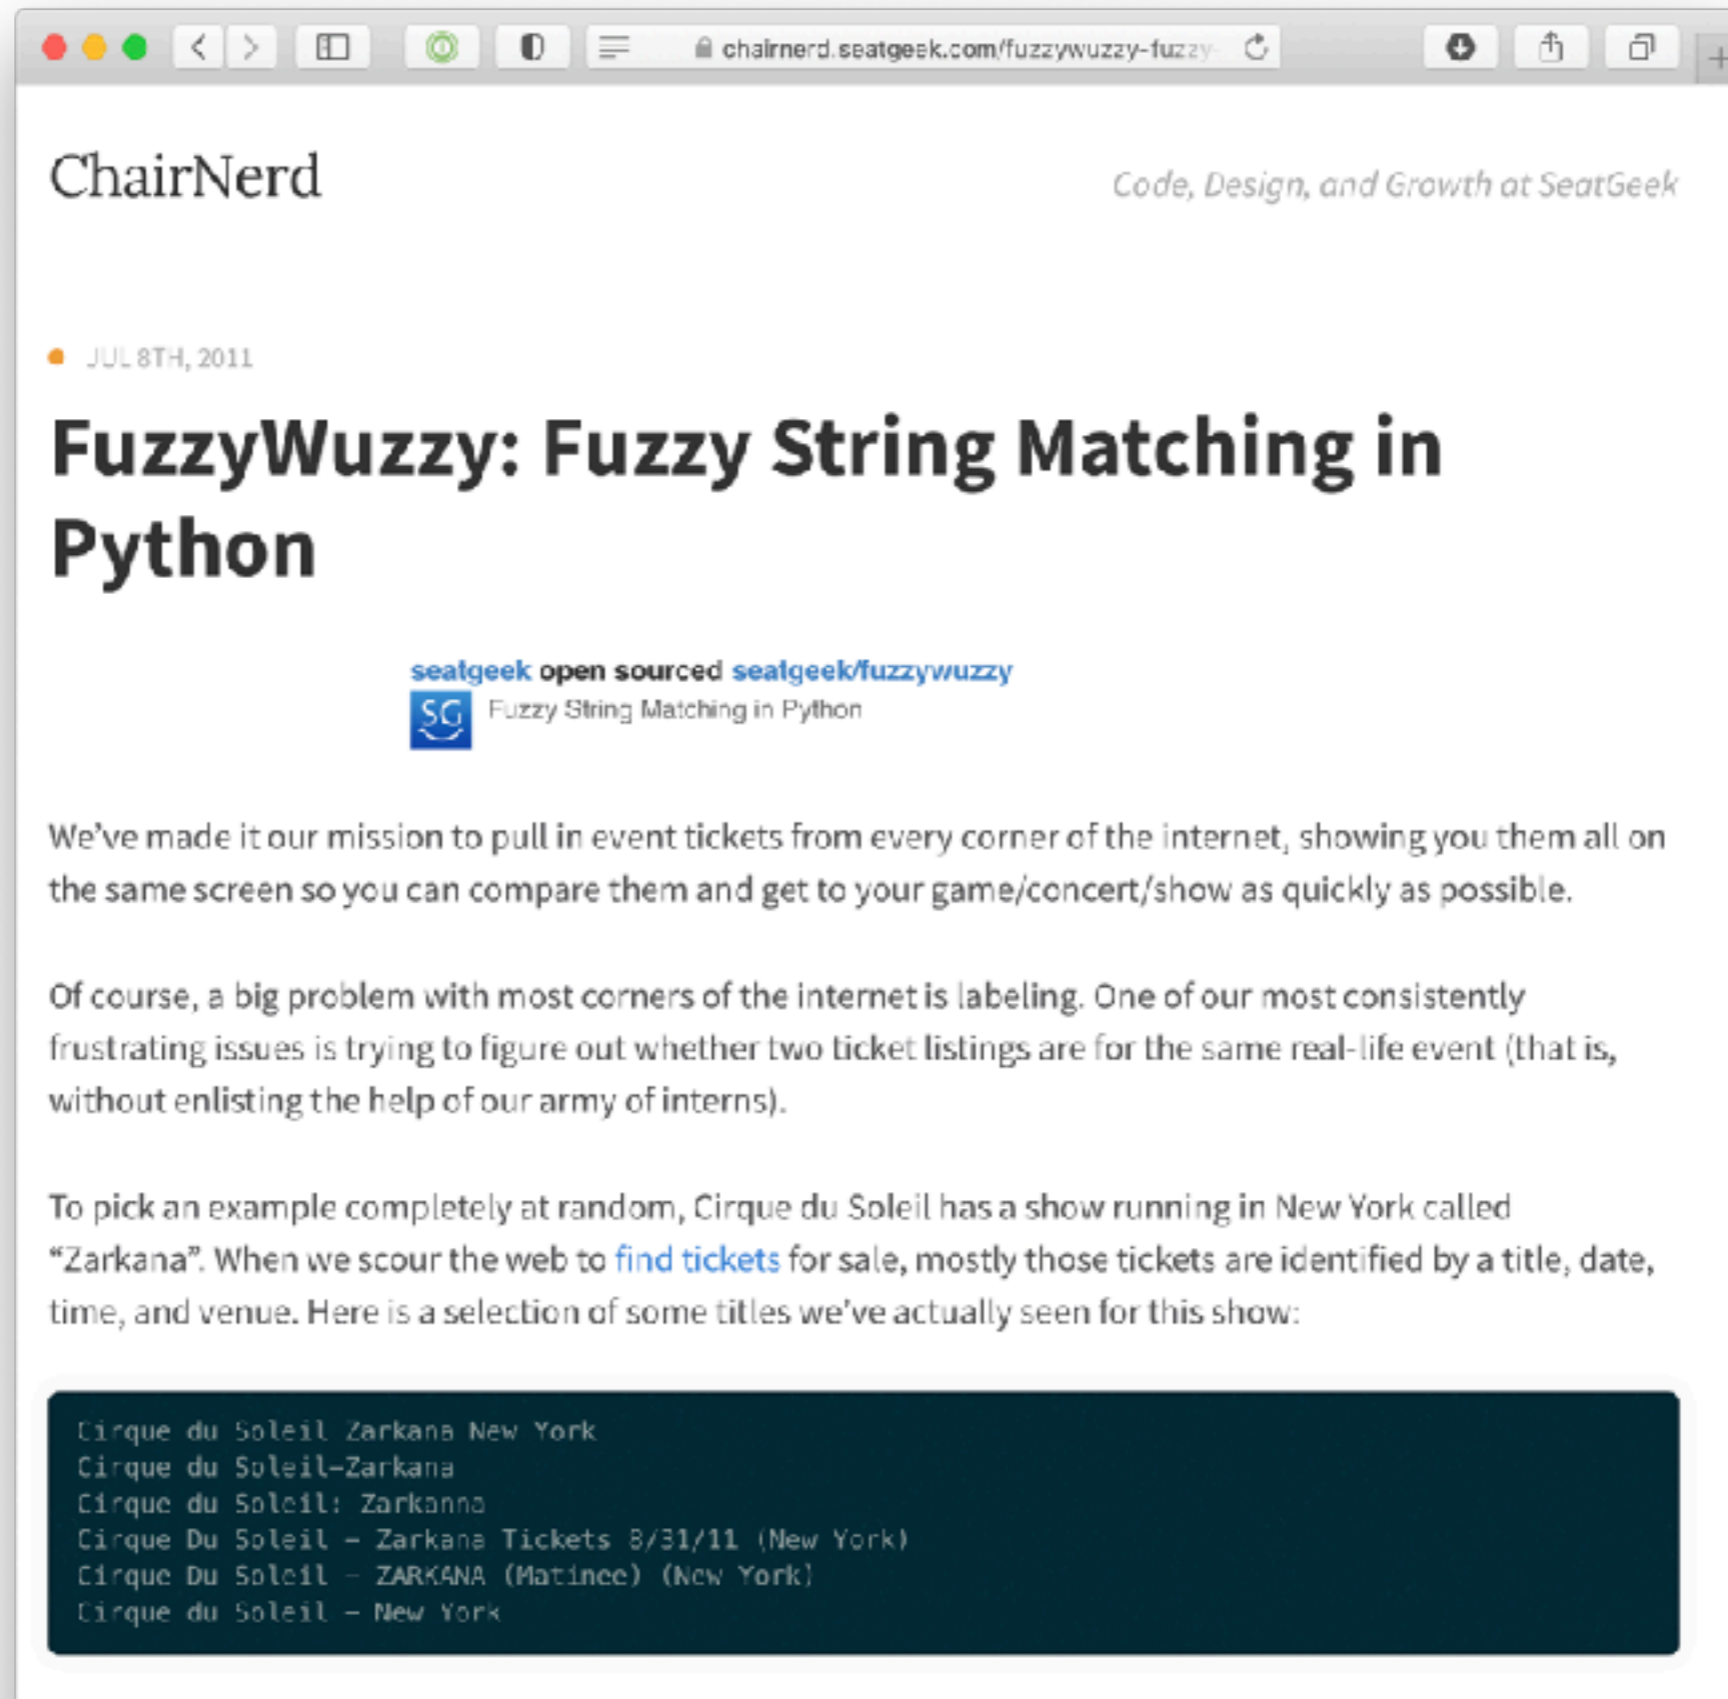 chairnerd.seatgeek.com/fuzzywuzzy-fuzzy-
ChairNerd
Code, Design, and Growth at SeatGeek
JUL 8TH, 2011
FuzzyWuzzy: Fuzzy String Matching in
Python
seatgeek open sourced seatgeek/fuzzywuzzy
SG
Fuzzy String Matching in Python
We’ve made it our mission to pull in event tickets from every corner of the internet, showing you them all on
the same screen so you can compare them and get to your game/concert/show as quickly as possible.
Of course, a big problem with most corners of the internet is labeling. One of our most consistently
frustrating issues is trying to figure out whether two ticket listings are for the same real-life event (that is,
without enlisting the help of our army of interns).
To pick an example completely at random, Cirque du Soleil has a show running in New York called
“Zarkana”. When we scour the web to find tickets for sale, mostly those tickets are identified by a title, date,
time, and venue. Here is a selection of some titles we’ve actually seen for this show:
Cirque du Soleil Zarkana New York
Cirque du Soleil-Zarkana
Cirque du Soleil: Zarkanna
Cirque Du Soleil - Zarkana Tickets 8/31/11 (New York)
Cirque Du Soleil - ZARKANA (Matinee) (New York)
Cirque du Soleil - New York